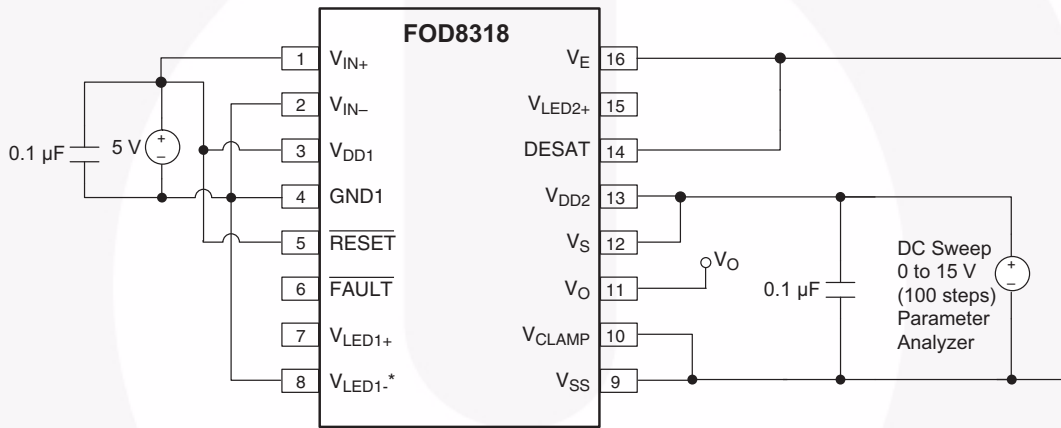 FOD8318
1 V_IN+
2 V_IN–
3 V_DD1
4 GND1
5 RESET
6 FAULT
7 V_LED1+
8 V_LED1-*
V_E 16
V_LED2+ 15
DESAT 14
V_DD2 13
V_S 12
V_O 11
V_CLAMP 10
V_SS 9
0.1 µF
5 V
+
–
V_O
0.1 µF
DC Sweep
0 to 15 V
(100 steps)
Parameter
Analyzer
+
–